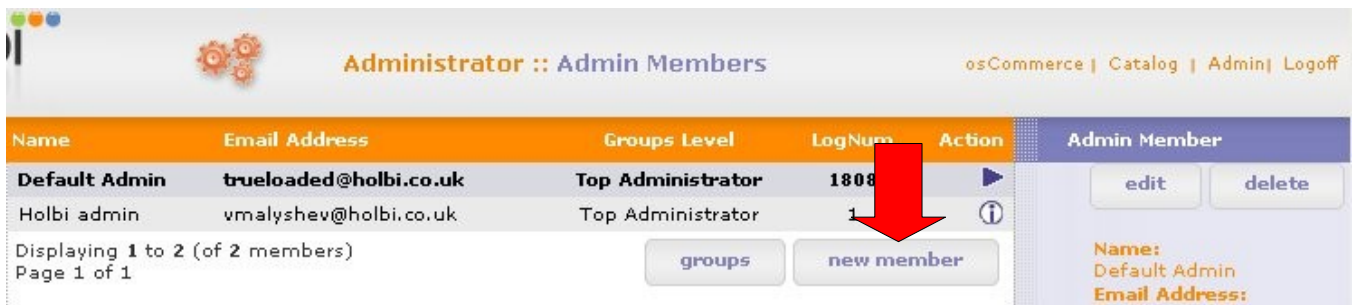 Administrator :: Admin Members
osCommerce | Catalog | Admin| Logoff
Name Email Address Groups Level LogNum Action Admin Member
Default Admin trueloaded@holbi.co.uk Top Administrator 1808
edit delete
Holbi admin vmalyshev@holbi.co.uk Top Administrator 1
Displaying 1 to 2 (of 2 members)
Page 1 of 1
groups new member
Name:
Default Admin
Email Address: